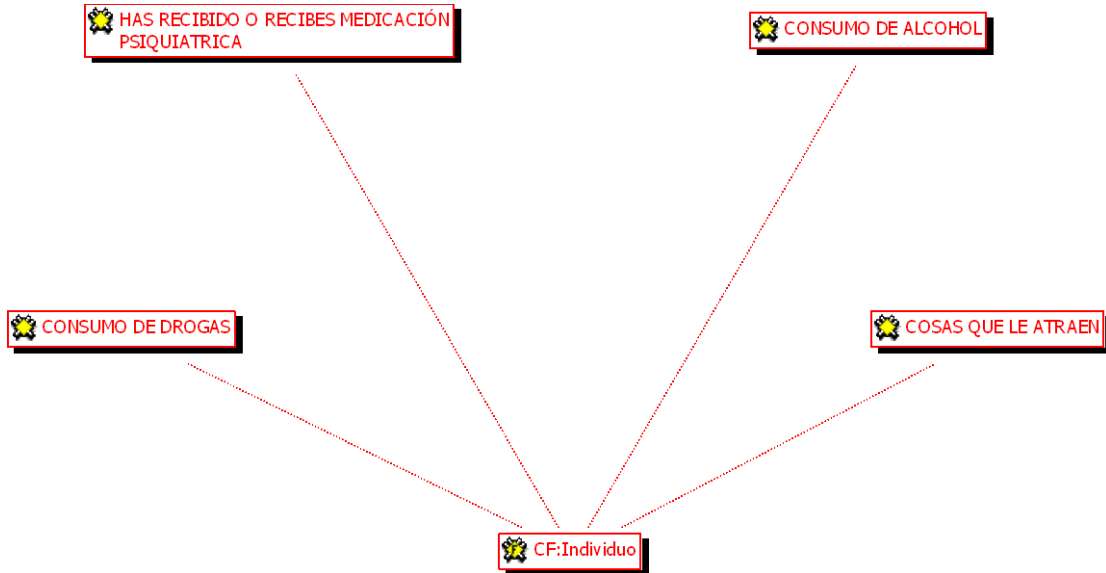 HAS RECIBIDO O RECIBES MEDICACIÓN
PSIQUIATRICA
CONSUMO DE ALCOHOL
CONSUMO DE DROGAS
COSAS QUE LE ATRAEN
CF:Individuo